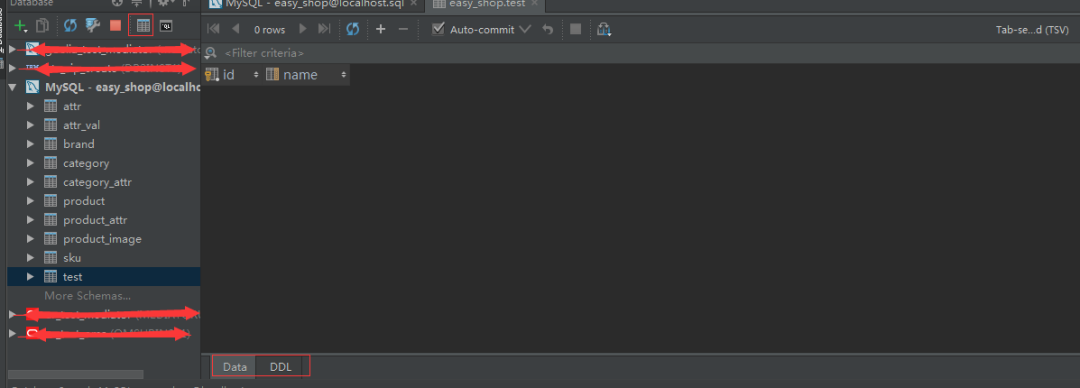 Database
MySQL - easy_shop@localhost.sql
easy_shop.test
0 rows
Auto-commit
Tab-se...d (TSV)
<Filter criteria>
id
name
MySQL - easy_shop@localho
attr
attr_val
brand
category
category_attr
product
product_attr
product_image
sku
test
More Schemas...
Data
DDL